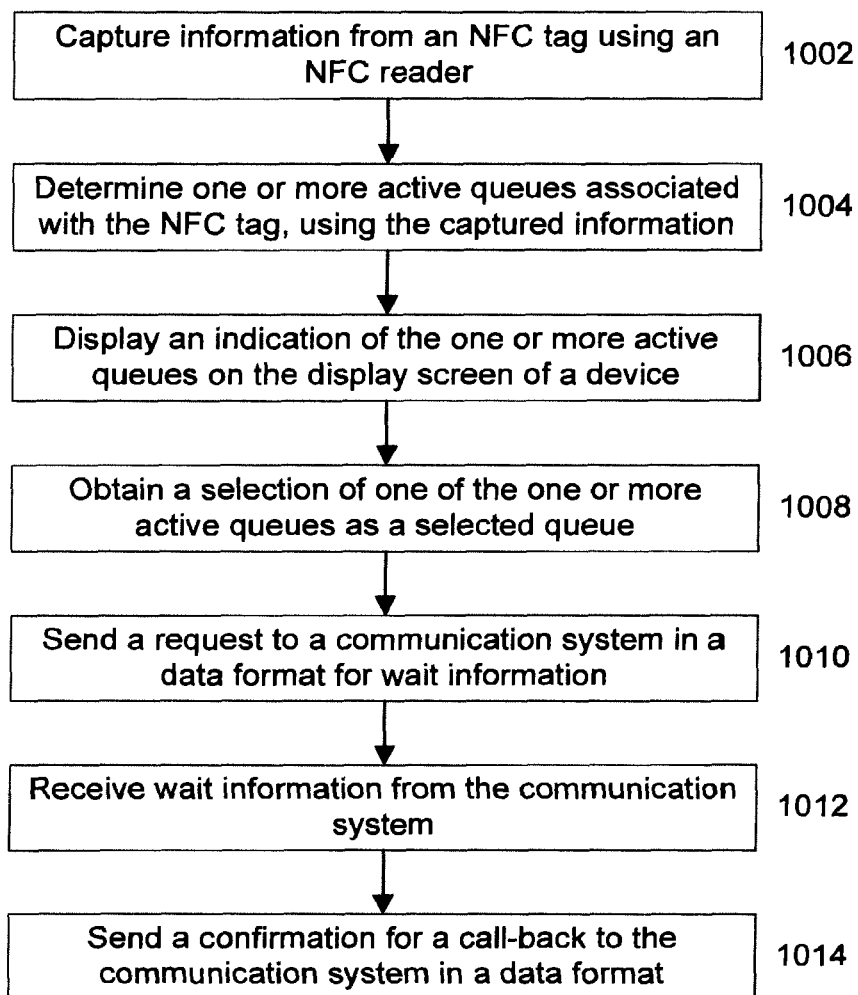 Capture information from an NFC tag using an
NFC reader
1002
Determine one or more active queues associated
with the NFC tag, using the captured information
1004
Display an indication of the one or more active
queues on the display screen of a device
1006
Obtain a selection of one of the one or more
active queues as a selected queue
1008
Send a request to a communication system in a
data format for wait information
1010
Receive wait information from the communication
system
1012
Send a confirmation for a call-back to the
communication system in a data format
1014